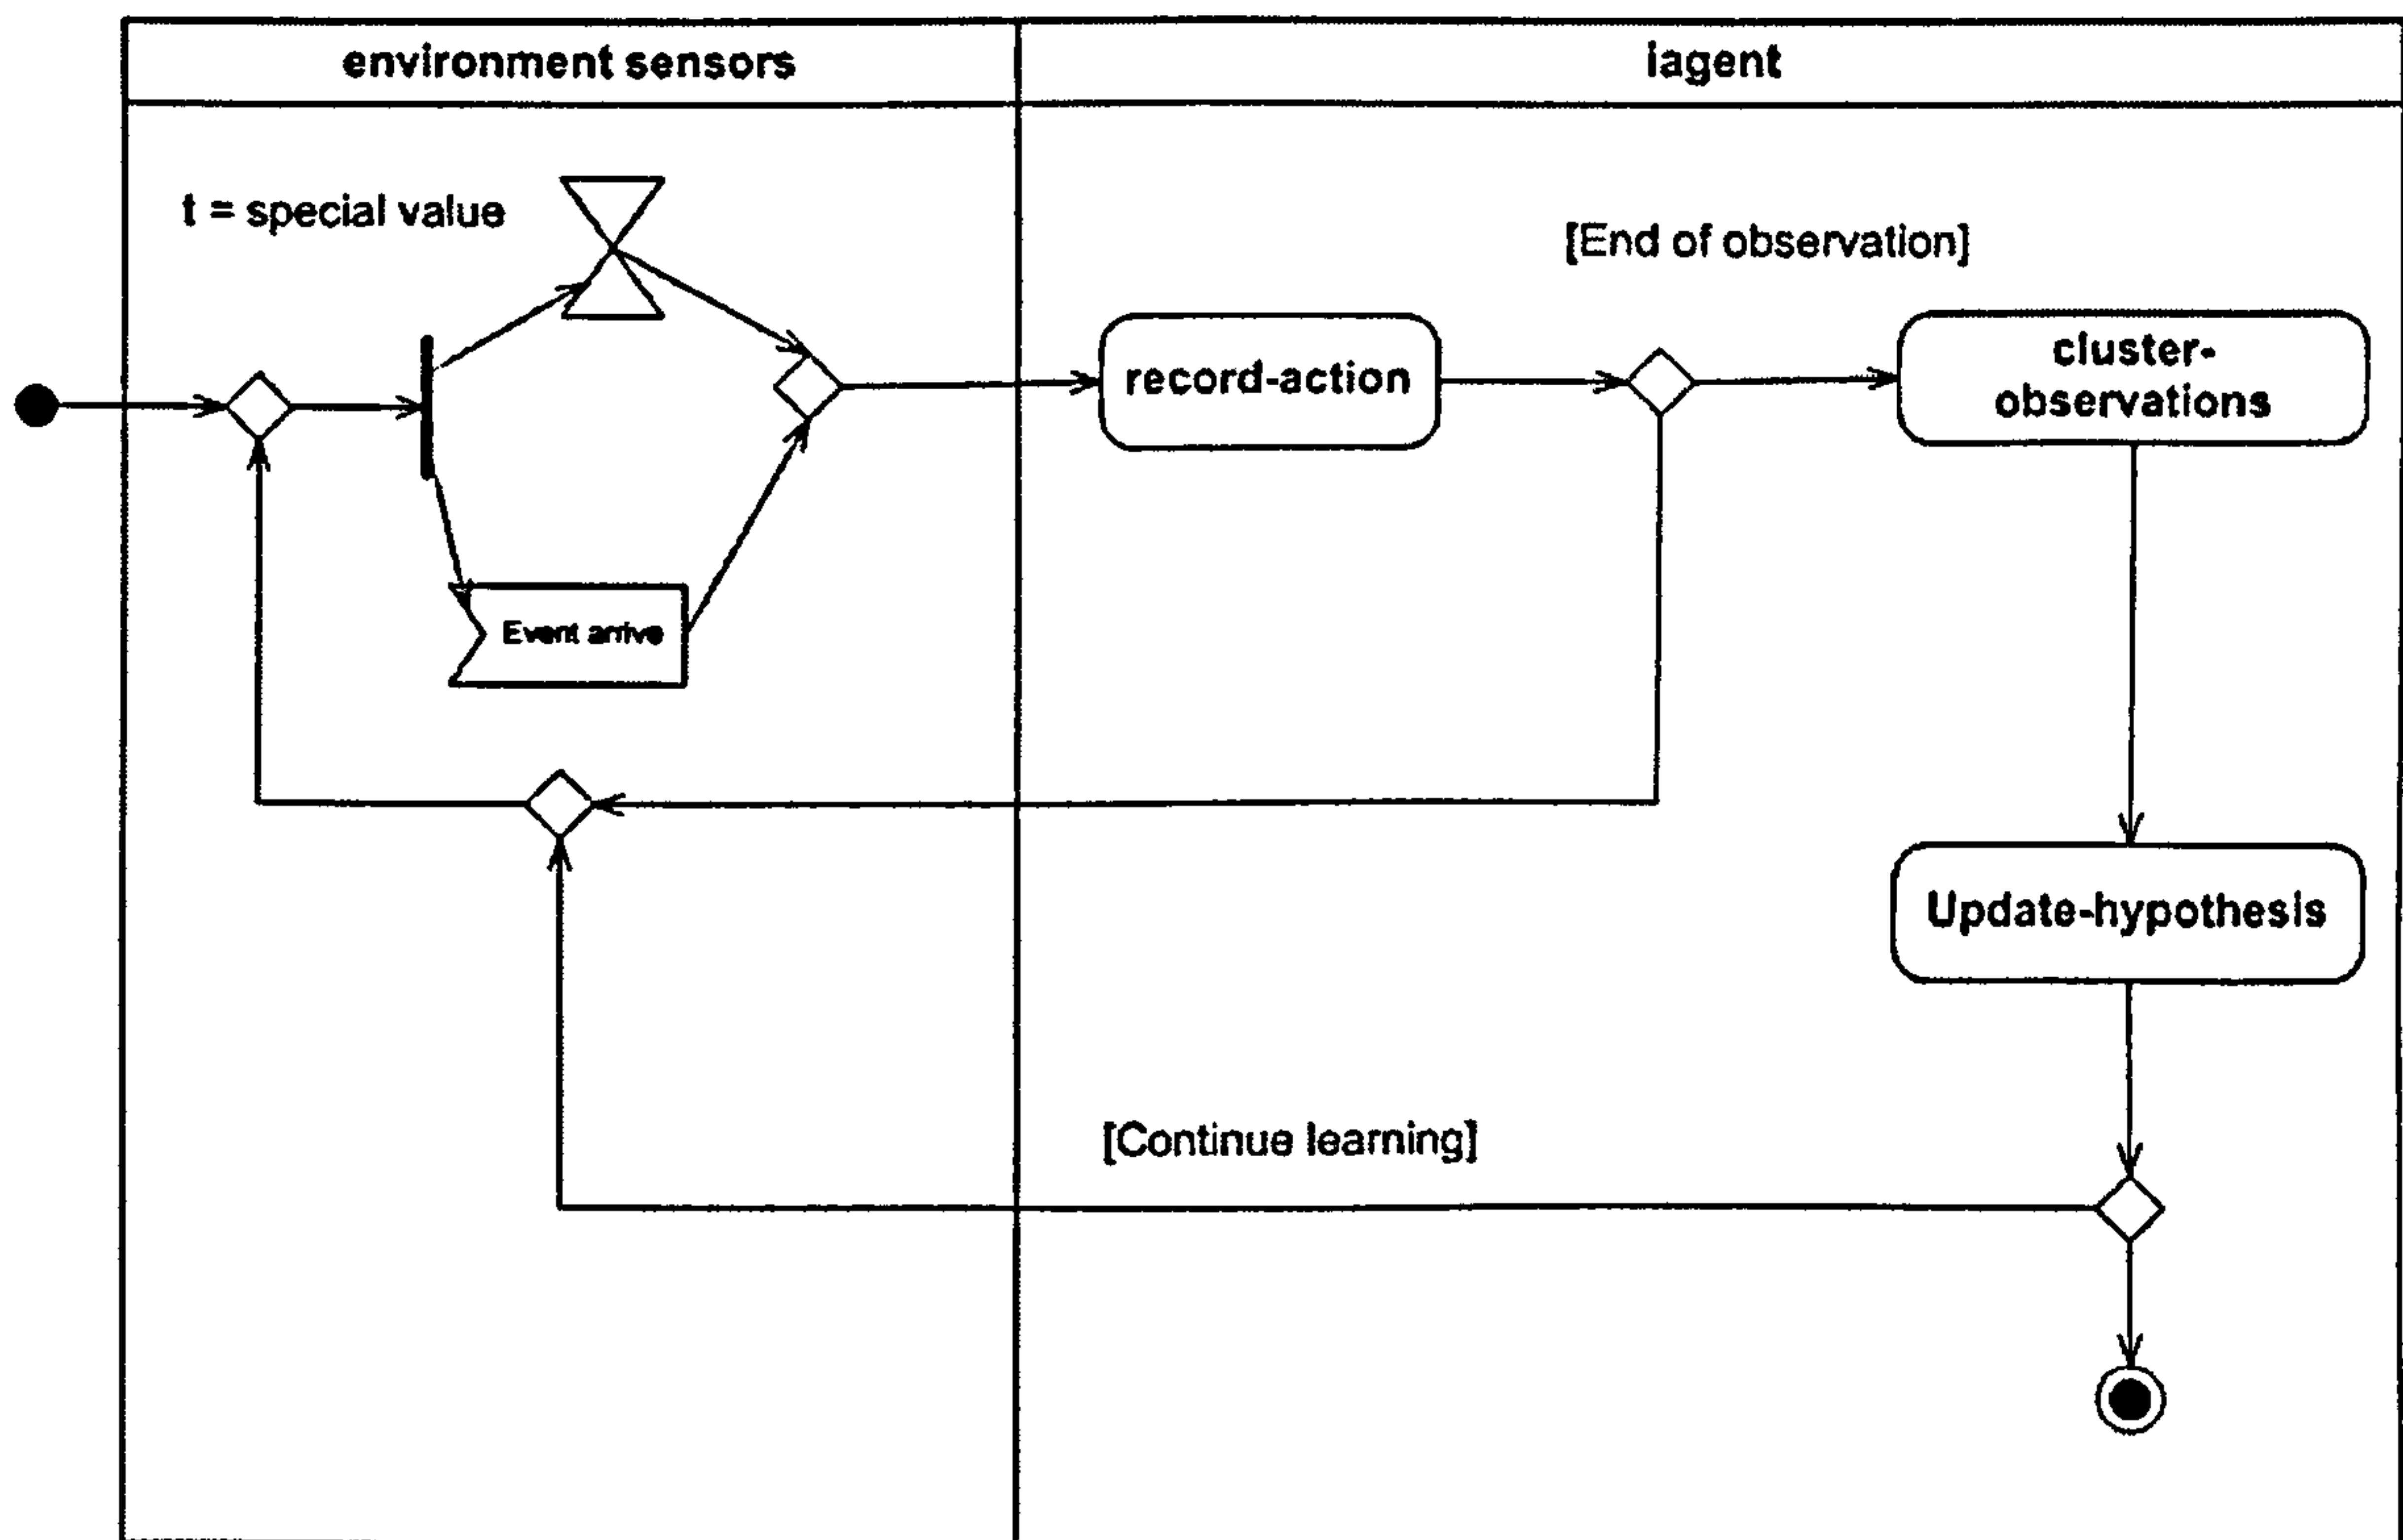 environment sensors
iagent
t = special value
[End of observation]
record-action
cluster-
observations
Event arrive
Update-hypothesis
[Continue learning]